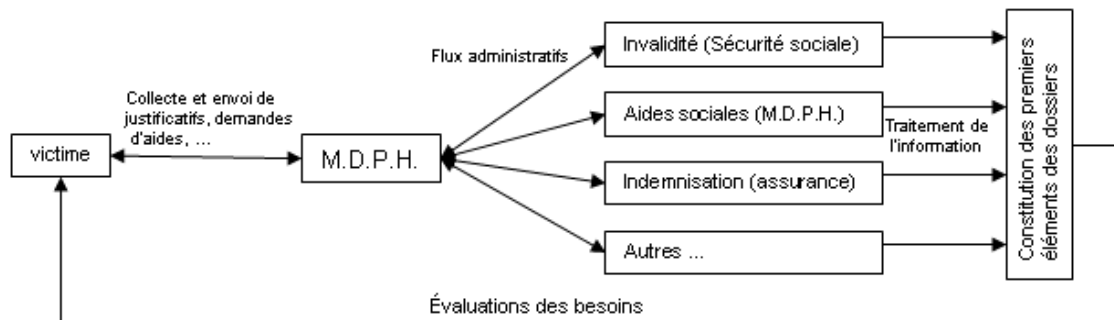 Invalidité (Sécurité sociale)
Flux administratifs
Collecte et envoi de
justificatifs, demandes
d'aides, ...
Aides sociales (M.D.P.H.)
Traitement de
l'information
victime
M.D.P.H.
Indemnisation (assurance)
Autres ...
Constitution des premiers
éléments des dossiers
Évaluations des besoins